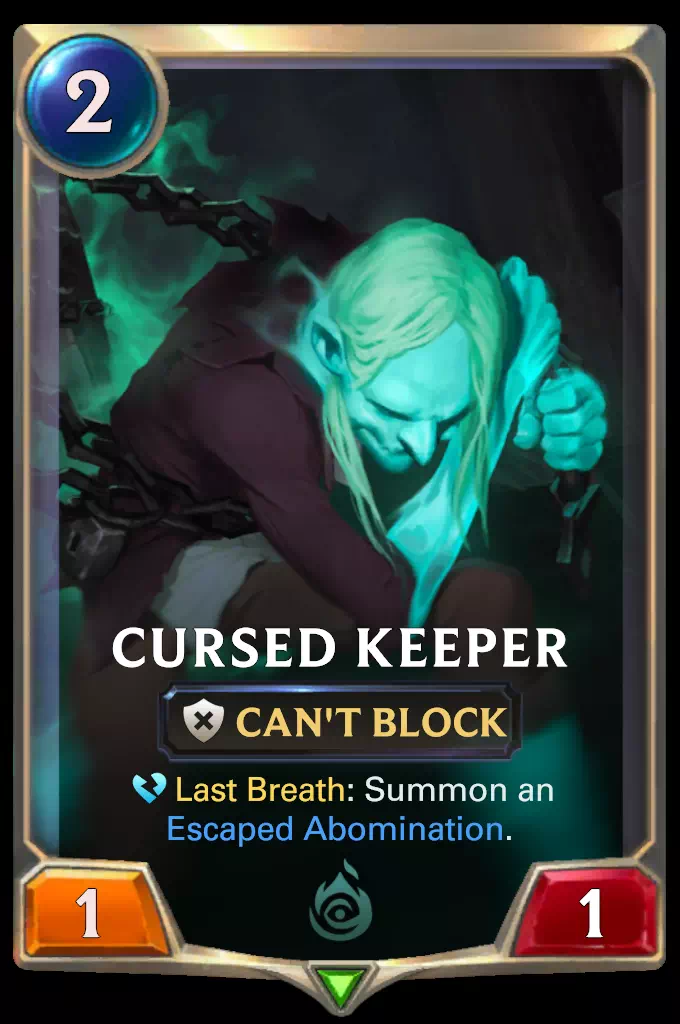 2
CURSED KEEPER
CAN'T BLOCK
Last Breath: Summon an
Escaped Abomination.
1 1